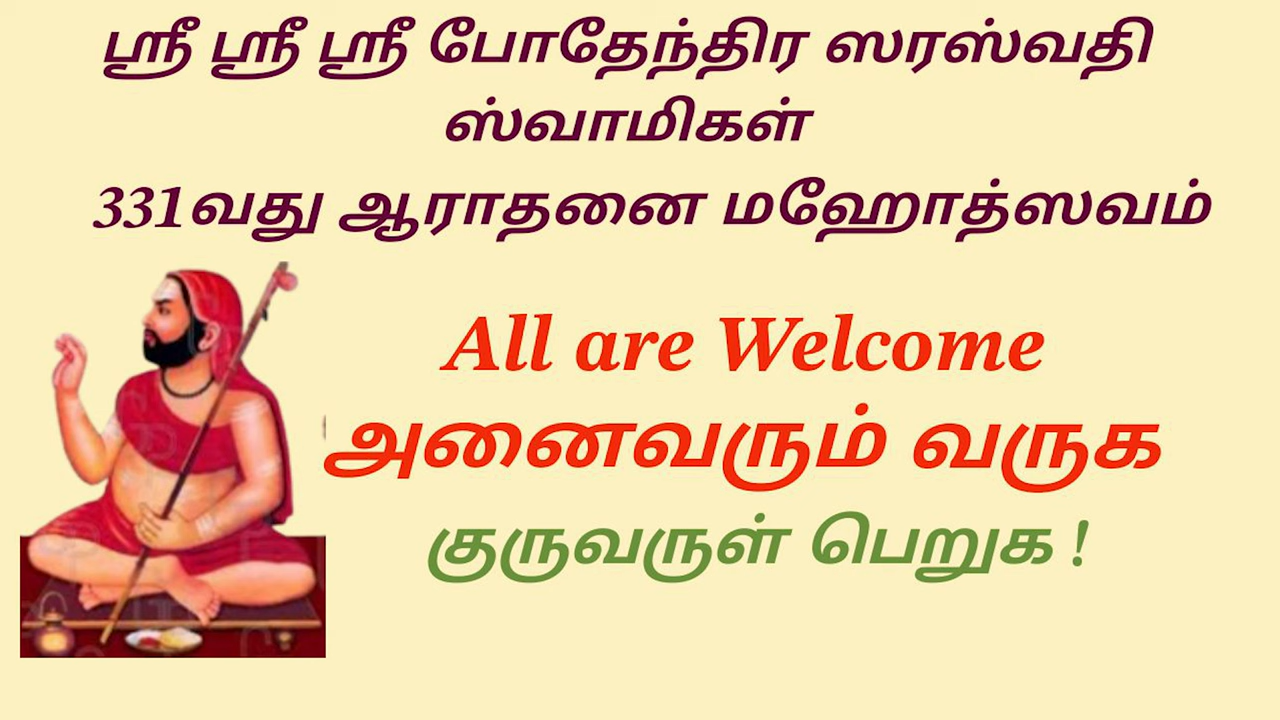 ஸ்ரீ ஸ்ரீ ஸ்ரீ போதேந்திர ஸரஸ்வதி
ஸ்வாமிகள்
331வது ஆராதனை மஹோத்ஸவம்
All are Welcome
அனைவரும் வருக
குருவருள் பெறுக !